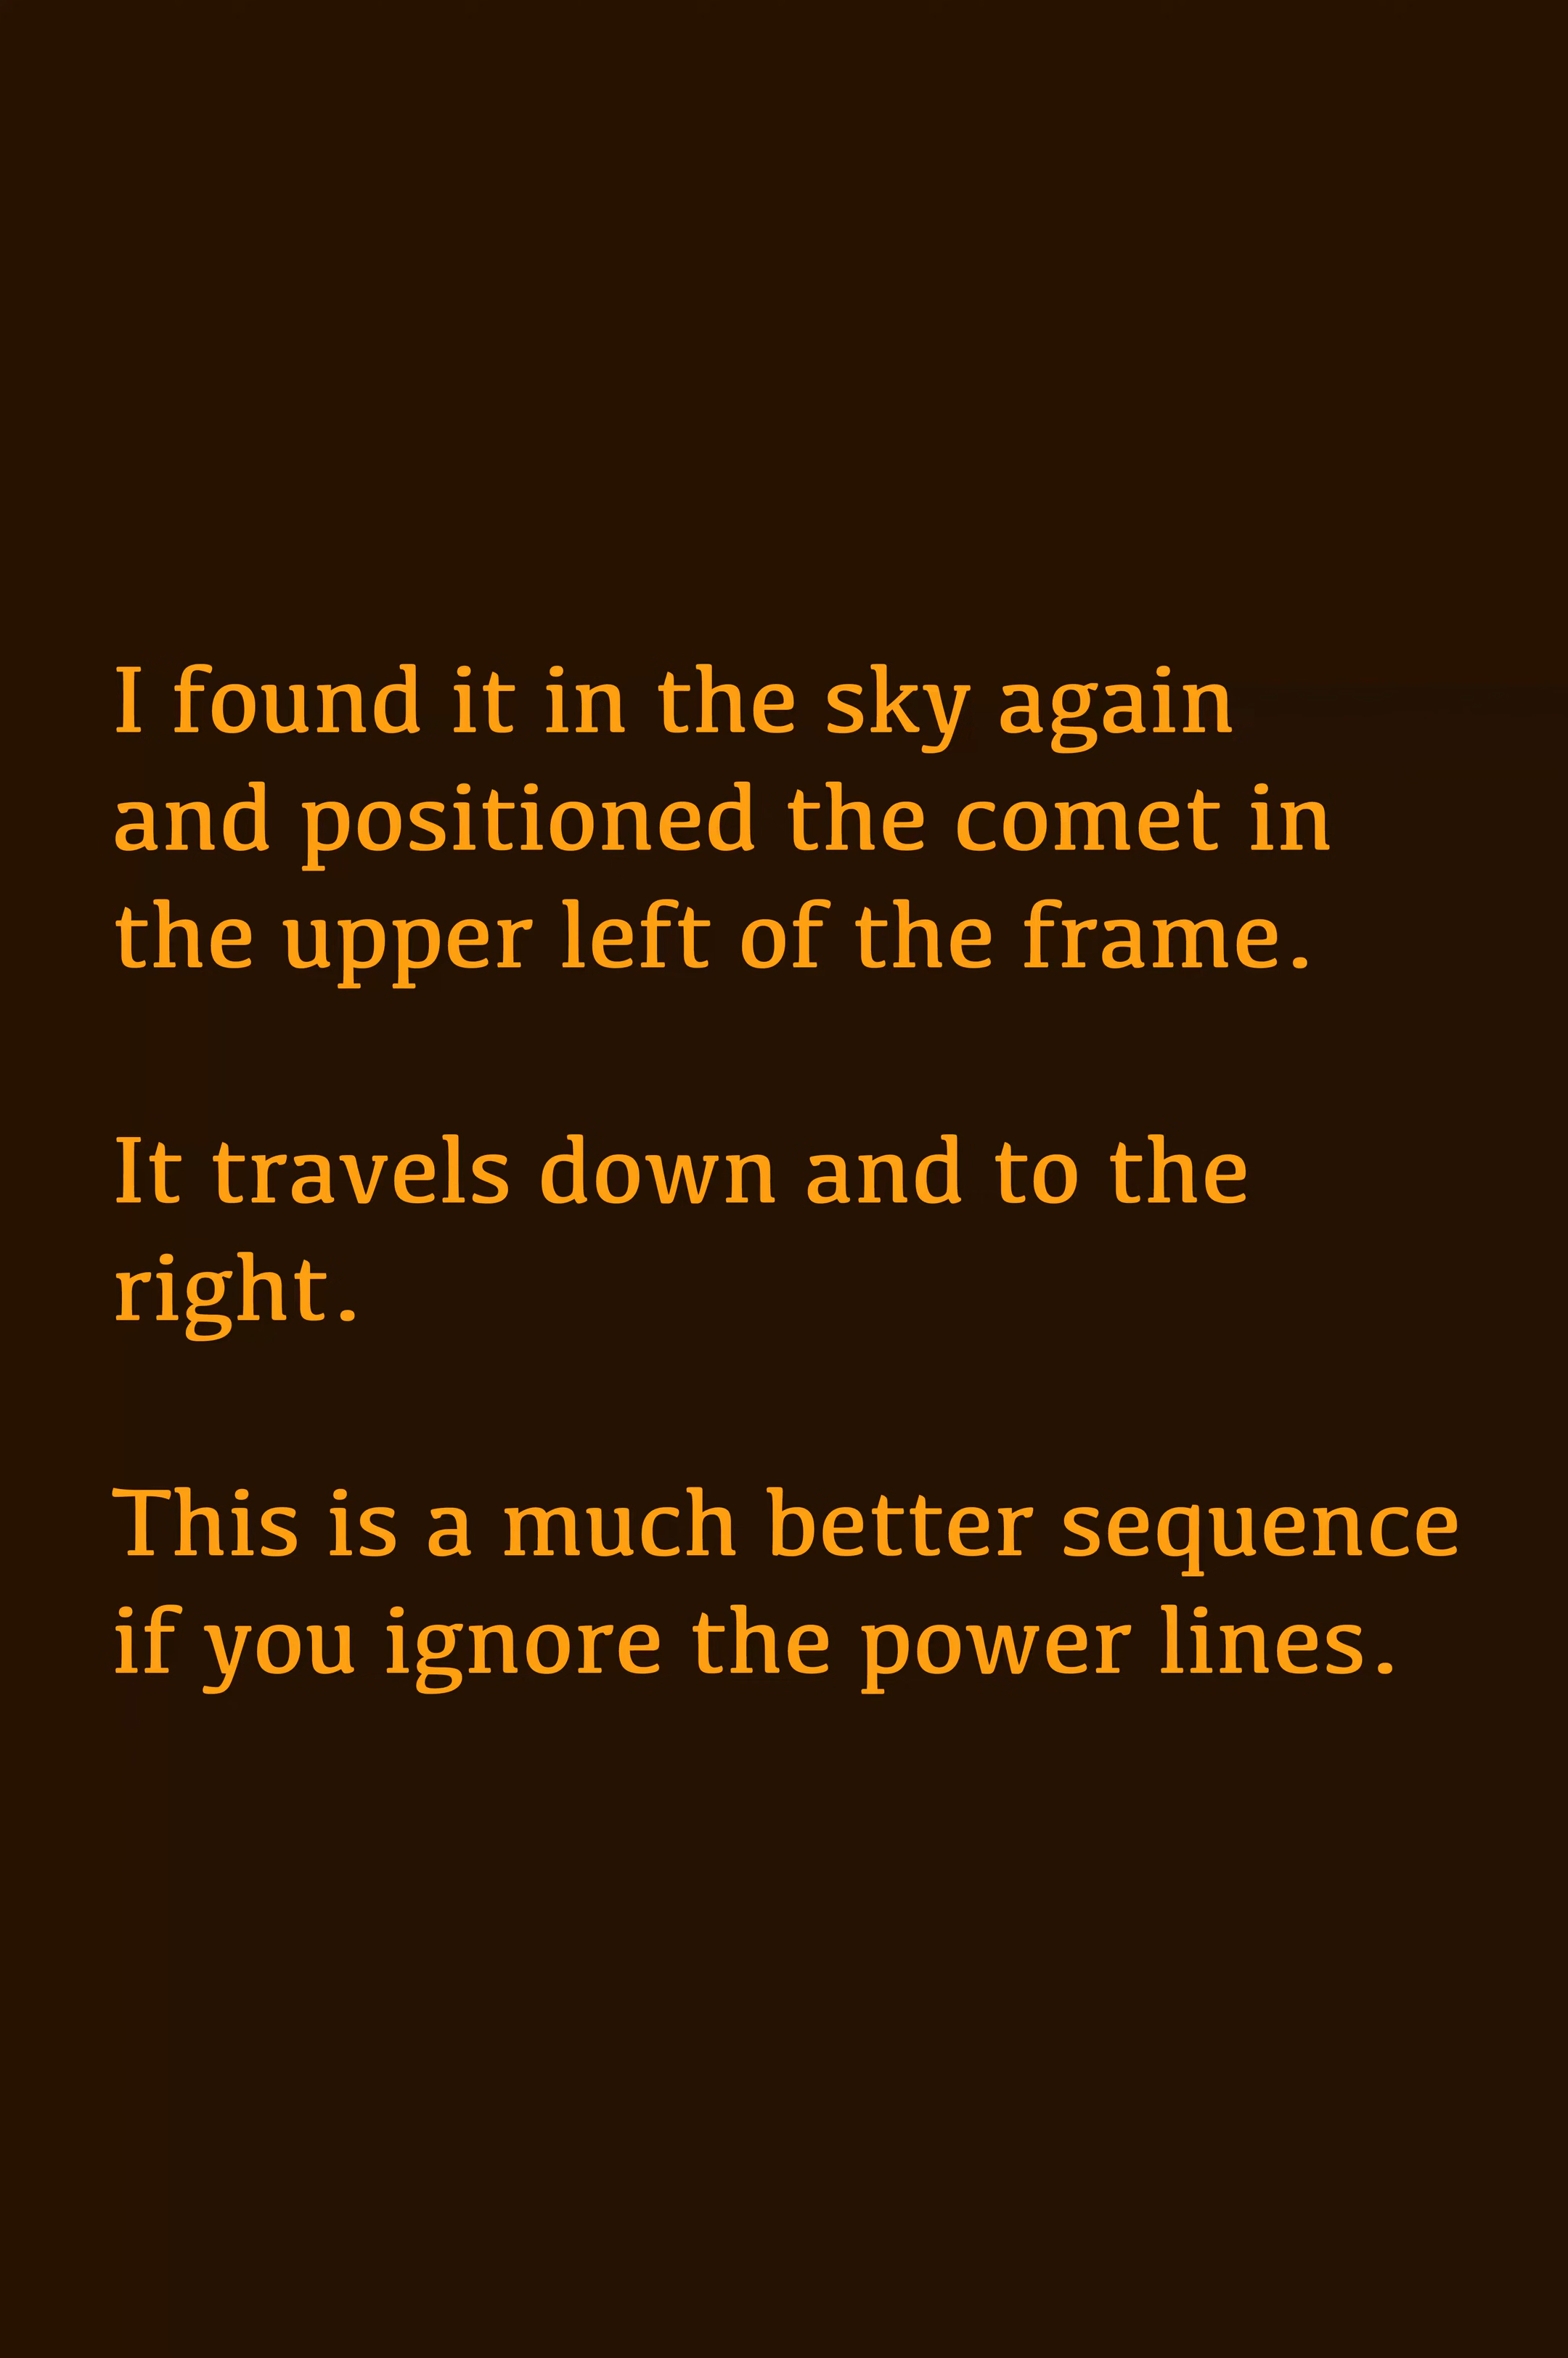 I found it in the sky again
and positioned the comet in
the upper left of the frame.
It travels down and to the
right.
This is a much better sequence
if you ignore the power lines.